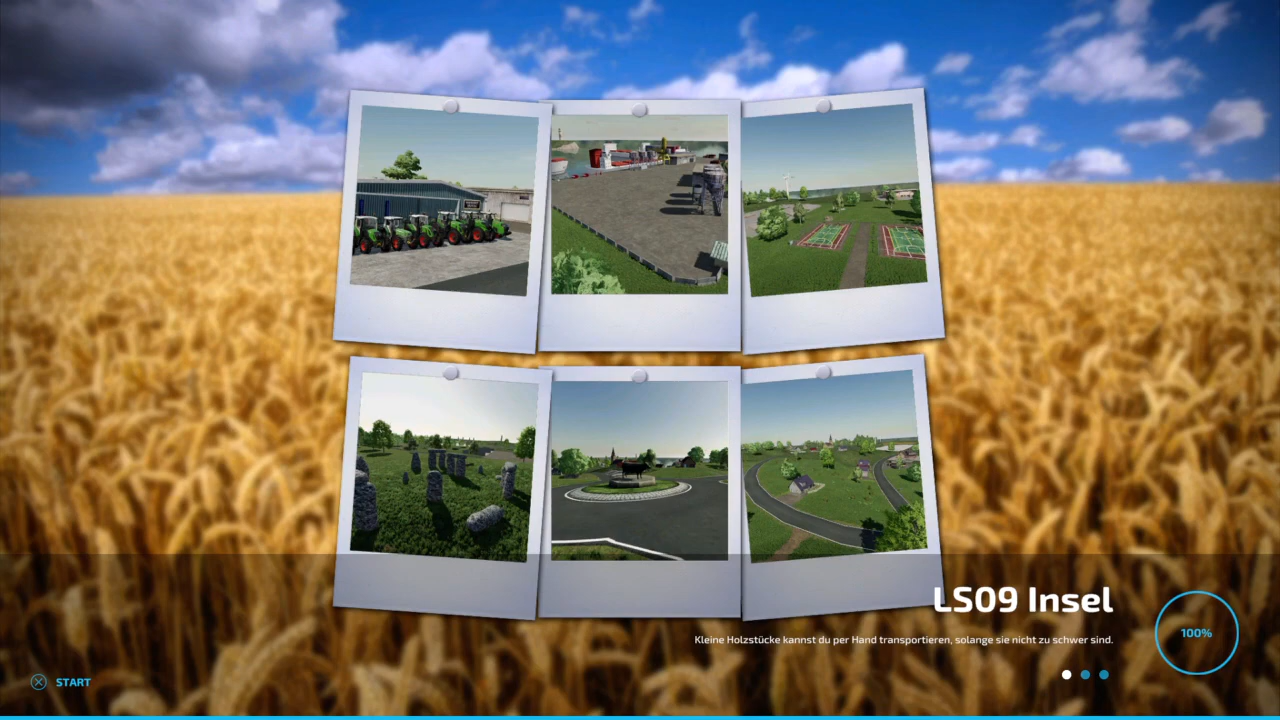 LS09 Insel
Kleine Holzstücke kannst du per Hand transportieren, solange sie nicht zu schwer sind.
100%
START